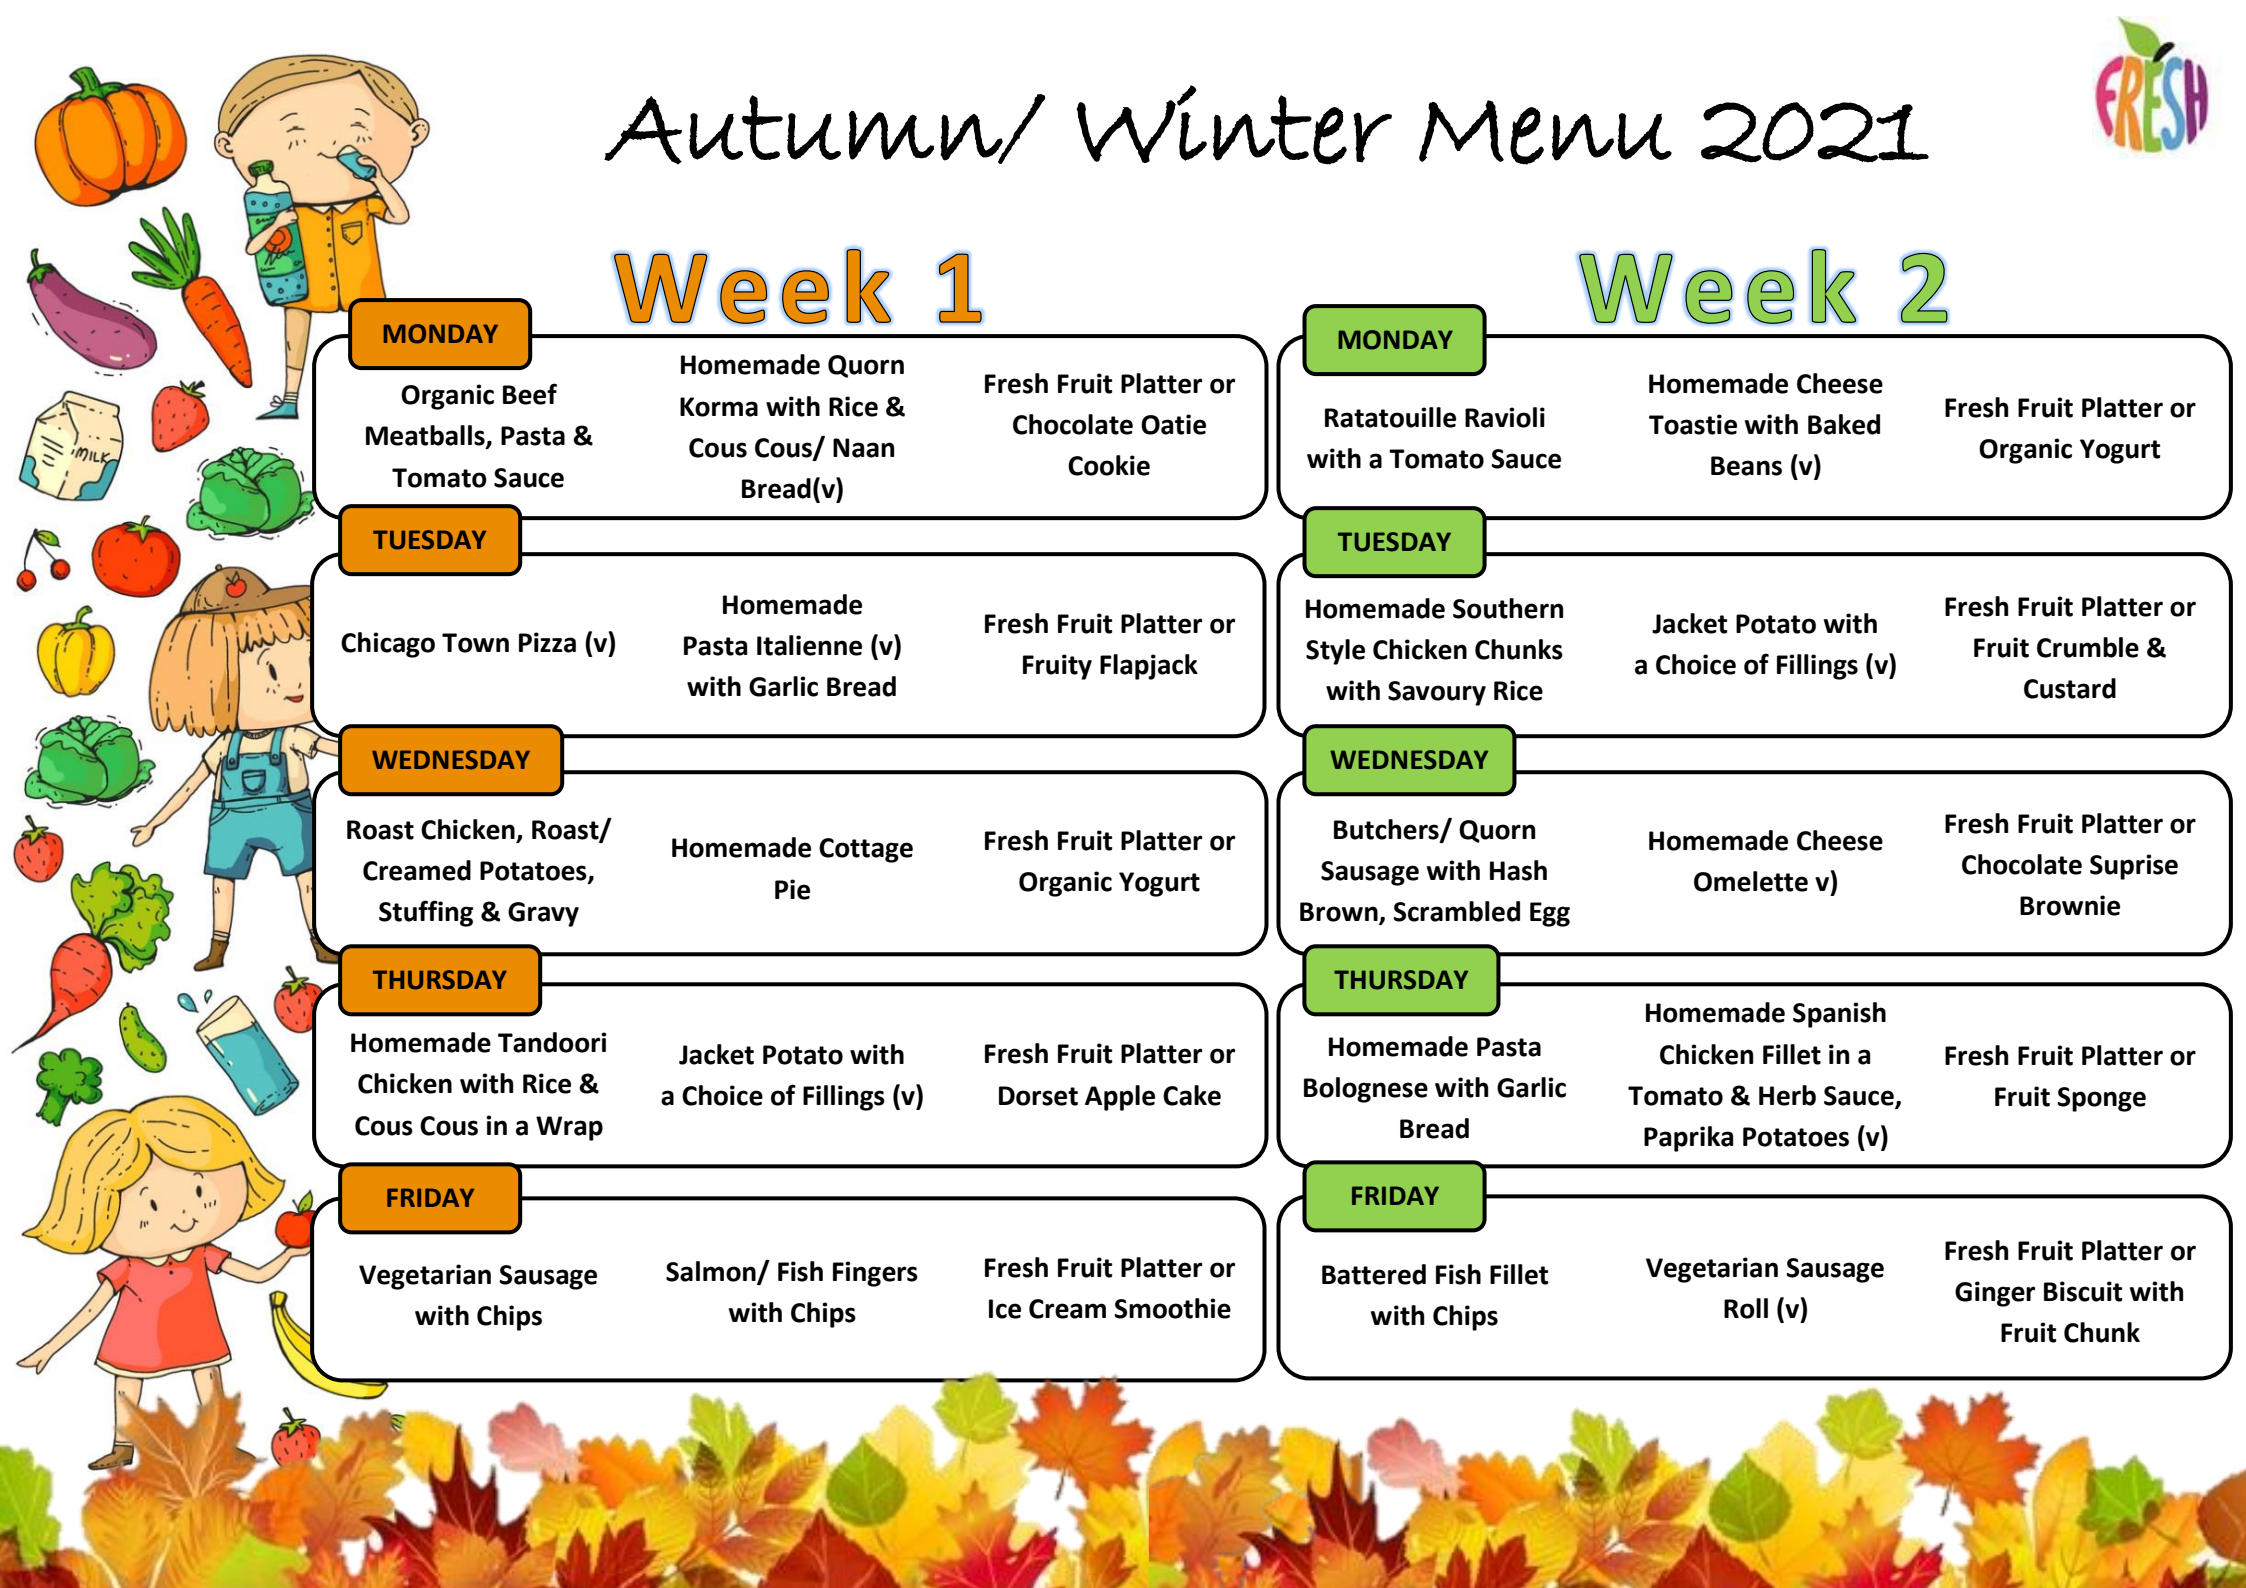 FRESH
Autumn/ Winter Menu 2021
Week 1
MONDAY
Organic Beef
Meatballs, Pasta &
Tomato Sauce
Homemade Quorn
Korma with Rice &
Cous Cous/ Naan
Bread(v)
Fresh Fruit Platter or
Chocolate Oatie
Cookie
TUESDAY
Chicago Town Pizza (v)
Homemade
Pasta Italienne (v)
with Garlic Bread
Fresh Fruit Platter or
Fruity Flapjack
WEDNESDAY
Roast Chicken, Roast/
Creamed Potatoes,
Stuffing & Gravy
Homemade Cottage
Pie
Fresh Fruit Platter or
Organic Yogurt
THURSDAY
Homemade Tandoori
Chicken with Rice &
Cous Cous in a Wrap
Jacket Potato with
a Choice of Fillings (v)
Fresh Fruit Platter or
Dorset Apple Cake
FRIDAY
Vegetarian Sausage
with Chips
Salmon/ Fish Fingers
with Chips
Fresh Fruit Platter or
Ice Cream Smoothie
Week 2
MONDAY
Ratatouille Ravioli
with a Tomato Sauce
Homemade Cheese
Toastie with Baked
Beans (v)
Fresh Fruit Platter or
Organic Yogurt
TUESDAY
Homemade Southern
Style Chicken Chunks
with Savoury Rice
Jacket Potato with
a Choice of Fillings (v)
Fresh Fruit Platter or
Fruit Crumble &
Custard
WEDNESDAY
Butchers/ Quorn
Sausage with Hash
Brown, Scrambled Egg
Homemade Cheese
Omelette v)
Fresh Fruit Platter or
Chocolate Suprise
Brownie
THURSDAY
Homemade Pasta
Bolognese with Garlic
Bread
Homemade Spanish
Chicken Fillet in a
Tomato & Herb Sauce,
Paprika Potatoes (v)
Fresh Fruit Platter or
Fruit Sponge
FRIDAY
Battered Fish Fillet
with Chips
Vegetarian Sausage
Roll (v)
Fresh Fruit Platter or
Ginger Biscuit with
Fruit Chunk
MILK